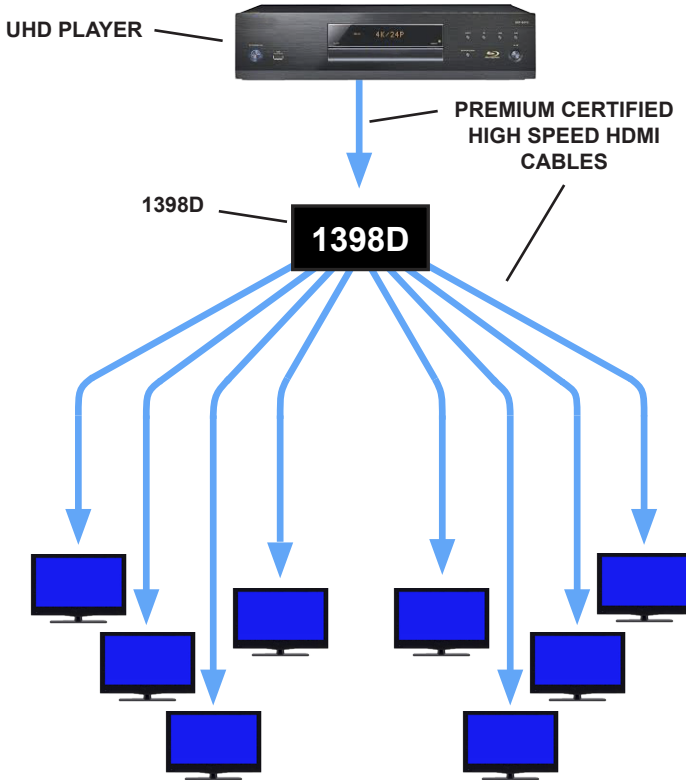 UHD PLAYER
4K/24P
PREMIUM CERTIFIED
HIGH SPEED HDMI
CABLES
1398D
1398D